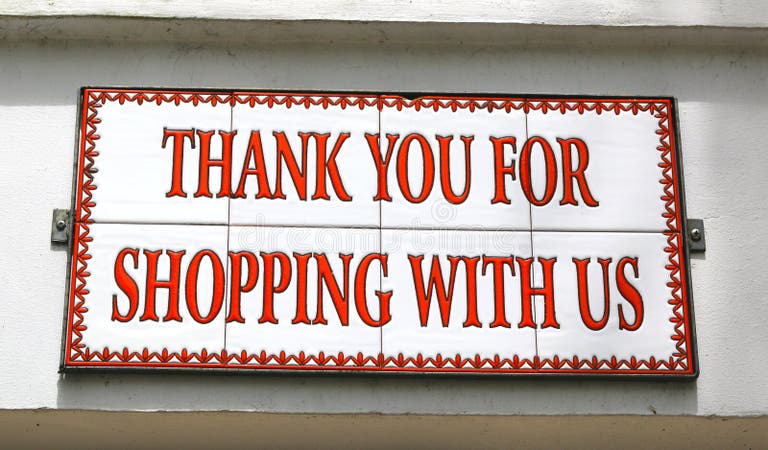 THANK YOU FOR
SHOPPING WITH US